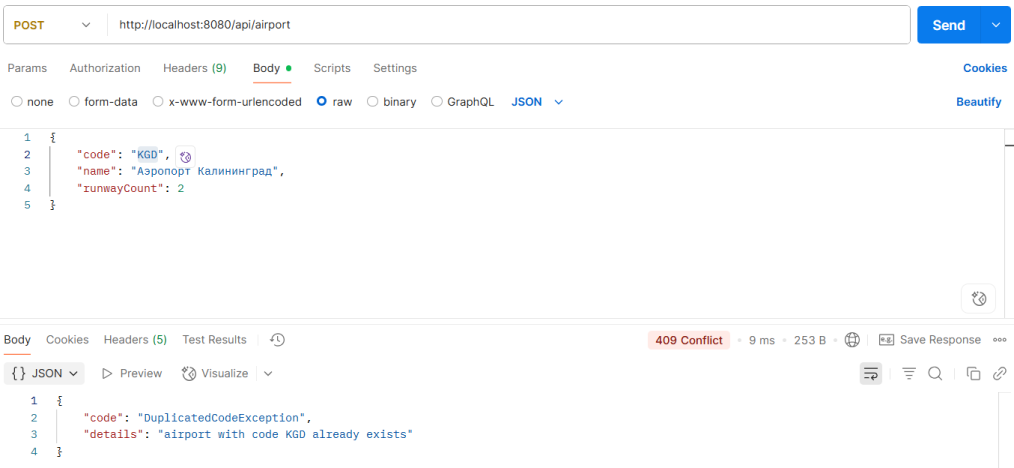 POST http://localhost:8080/api/airport Send
Params Authorization Headers (9) Body Scripts Settings Cookies
none form-data x-www-form-urlencoded raw binary GraphQL JSON Beautify
1 {
2 "code": "KGD",
3 "name": "Аэропорт Калининград",
4 "runwayCount": 2
5 }
Body Cookies Headers (5) Test Results 409 Conflict 9 ms 253 B e.g. Save Response
{} JSON Preview Visualize
1 {
2 "code": "DuplicatedCodeException",
3 "details": "airport with code KGD already exists"
4 }